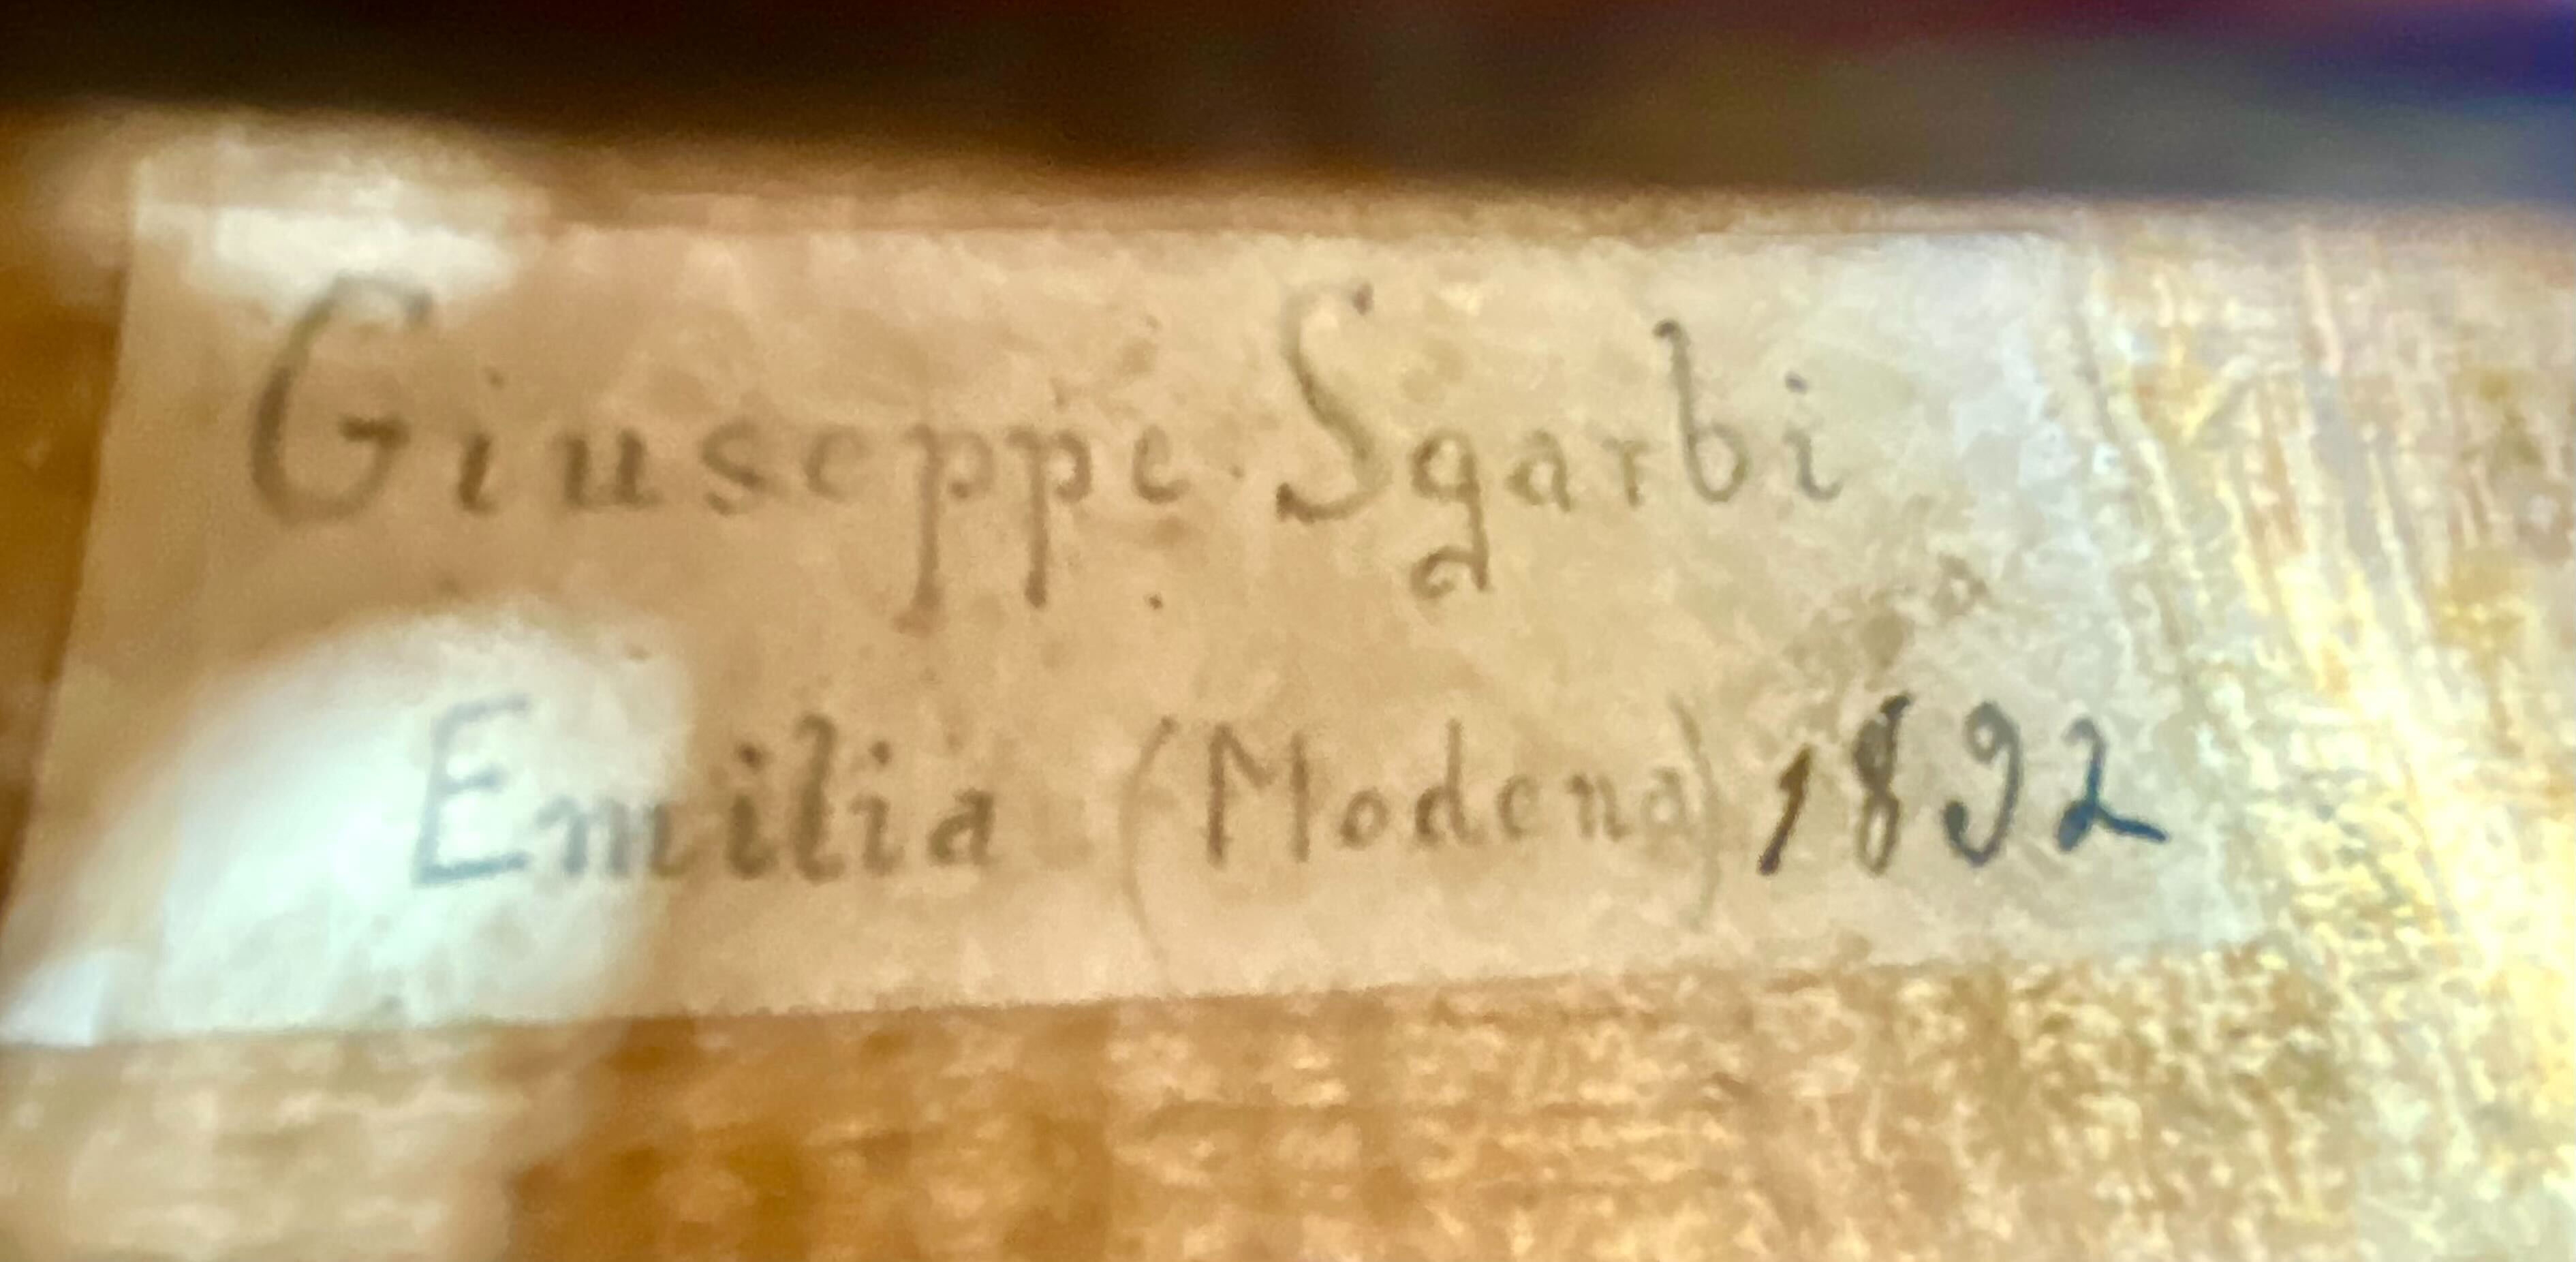 Giuseppe Sgarbi
Emilia (Modena) 1892